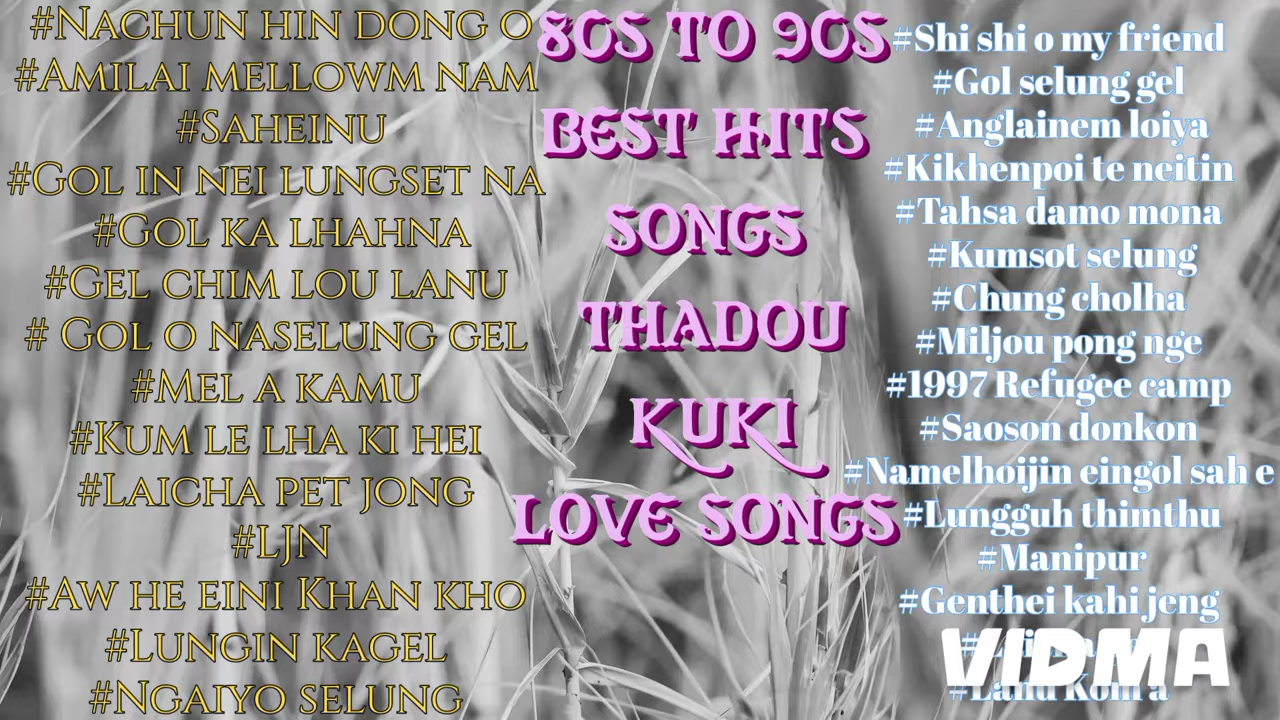 #Nachun hin dong o
#Amilai mellowm nam
#Saheinu
#Gol in nei lungset na
#Gol ka lhahna
#Gel chim lou lanu
# Gol o naselung gel
#Mel a kamu
#Kum le lha ki hei
#Laicha pet jong
#LJN
#Aw he eini Khan kho
#Lungin kagel
#Ngaiyo selung
80s to 90s
Best Hits
Songs
Thadou
Kuki
Love Songs
#Shi shi o my friend
#Gol selung gel
#Anglainem loiya
#Kikhenpoi te neitin
#Tahsa damo mona
#Kumsot selung
#Chung cholha
#Miljou pong nge
#1997 Refugee camp
#Saoson donkon
#Namelhoijin eingol sah e
#Lungguh thimthu
#Manipur
#Genthei kahi jeng
VIDMA
#Lanu